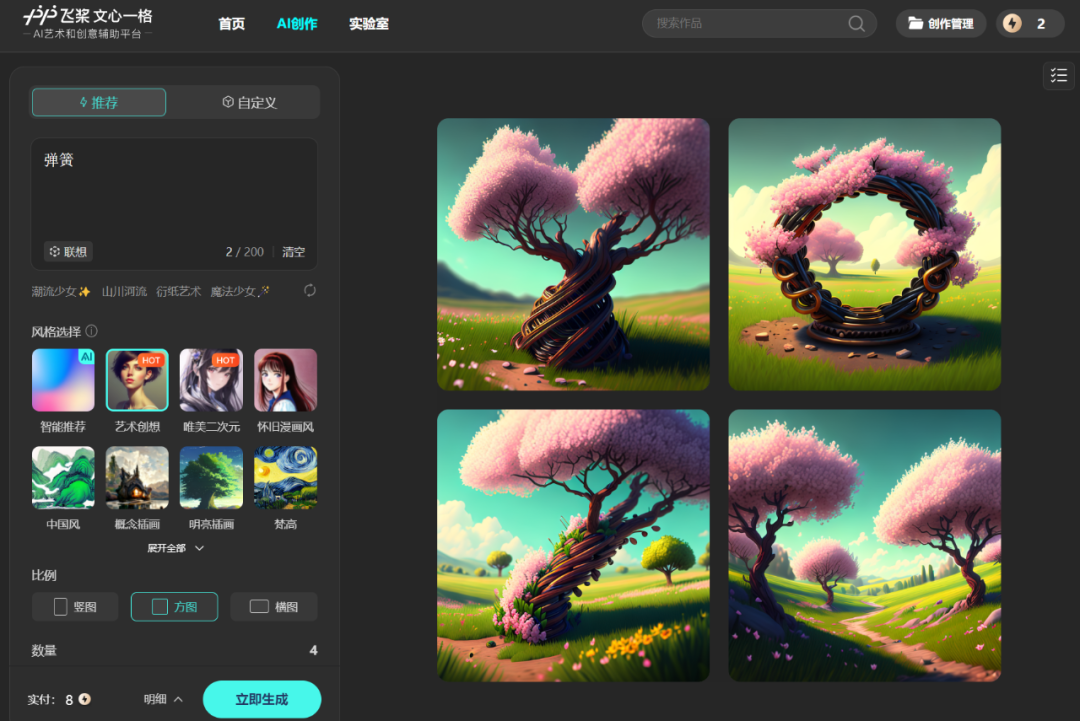 飞桨 文心一格
AI艺术和创意辅助平台
首页 AI创作 实验室
搜索作品
创作管理
2
推荐 自定义
弹簧
联想 2 / 200 清空
潮流少女 山川河流 衍纸艺术 魔法少女
风格选择
AI HOT HOT
智能推荐 艺术创想 唯美二次元 怀旧漫画风
中国风 概念插画 明亮插画 梵高
展开全部
比例
竖图 方图 横图
数量 4
实付： 8 明细 立即生成